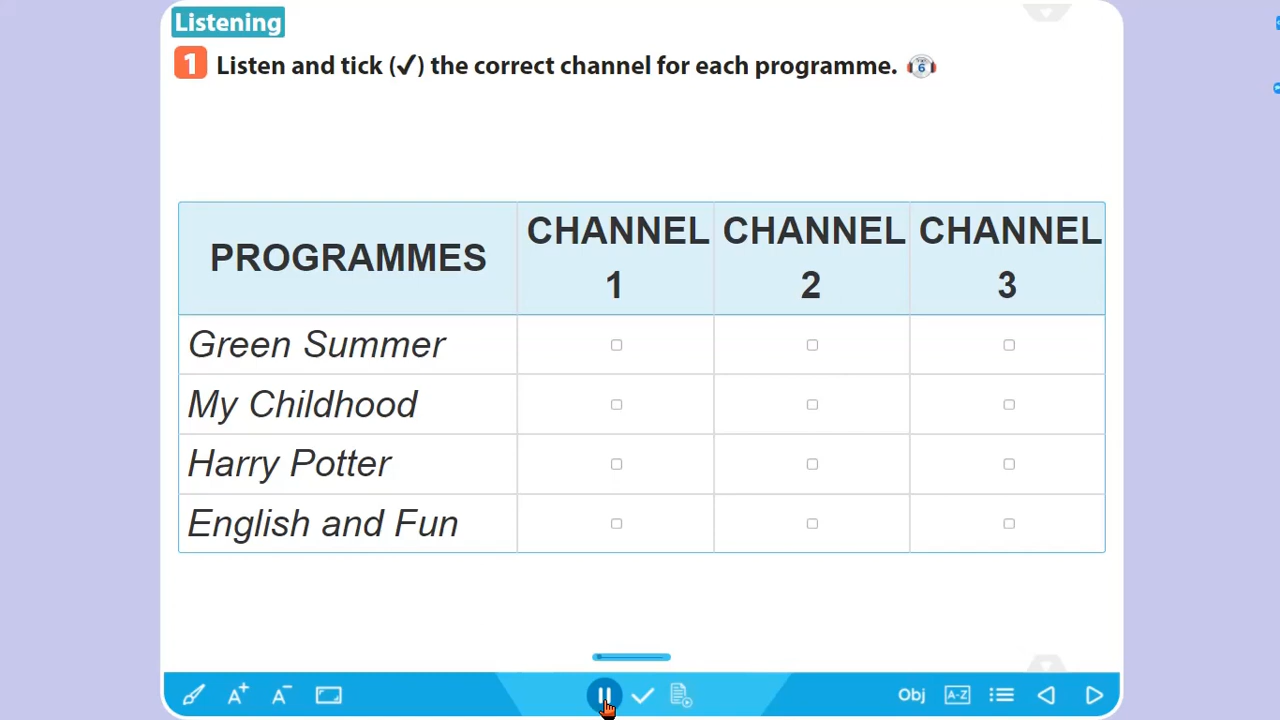 Listening
1 Listen and tick (✓) the correct channel for each programme. 6
PROGRAMMES CHANNEL 1 CHANNEL 2 CHANNEL 3
Green Summer
My Childhood
Harry Potter
English and Fun
A+ A- Obj A-Z